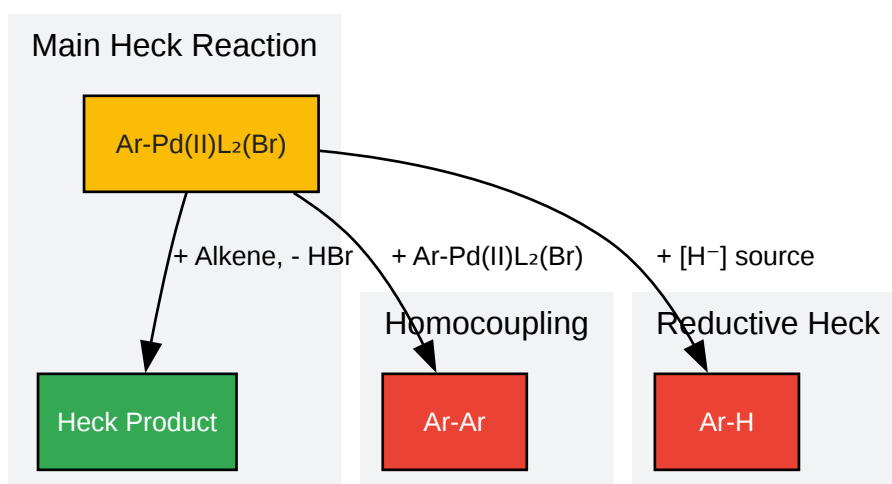 Main Heck Reaction
Ar-Pd(II)L₂(Br)
+ Alkene, - HBr
+ Ar-Pd(II)L₂(Br)
+ [H⁻] source
Homocoupling
Reductive Heck
Heck Product
Ar-Ar
Ar-H